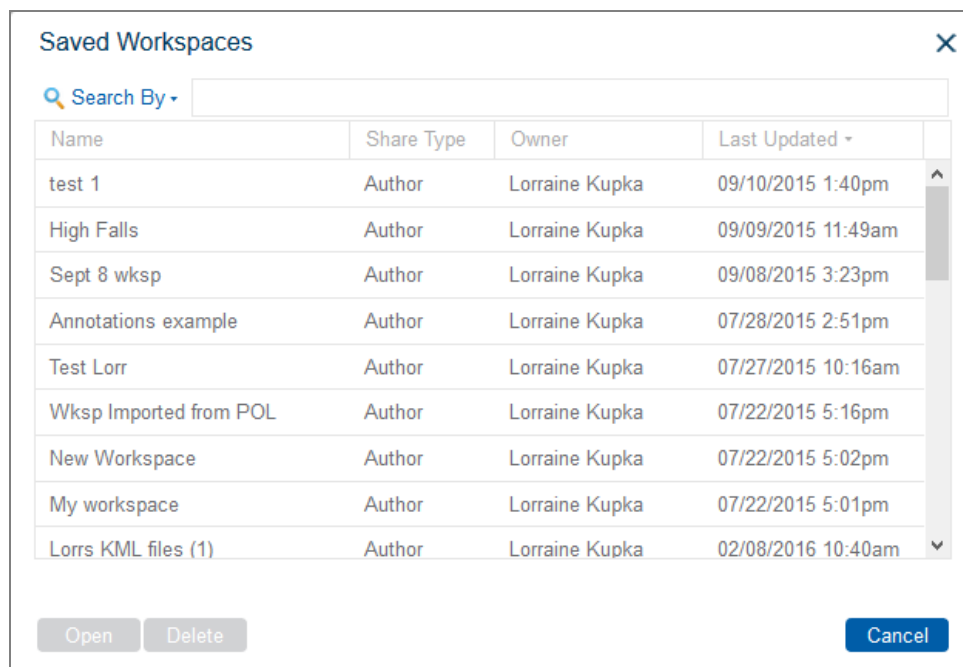 Saved Workspaces
Search By
Name Share Type Owner Last Updated
test 1 Author Lorraine Kupka 09/10/2015 1:40pm
High Falls Author Lorraine Kupka 09/09/2015 11:49am
Sept 8 wksp Author Lorraine Kupka 09/08/2015 3:23pm
Annotations example Author Lorraine Kupka 07/28/2015 2:51pm
Test Lorr Author Lorraine Kupka 07/27/2015 10:16am
Wksp Imported from POL Author Lorraine Kupka 07/22/2015 5:16pm
New Workspace Author Lorraine Kupka 07/22/2015 5:02pm
My workspace Author Lorraine Kupka 07/22/2015 5:01pm
Lorrs KML files (1) Author Lorraine Kupka 02/08/2016 10:40am
Open Delete Cancel